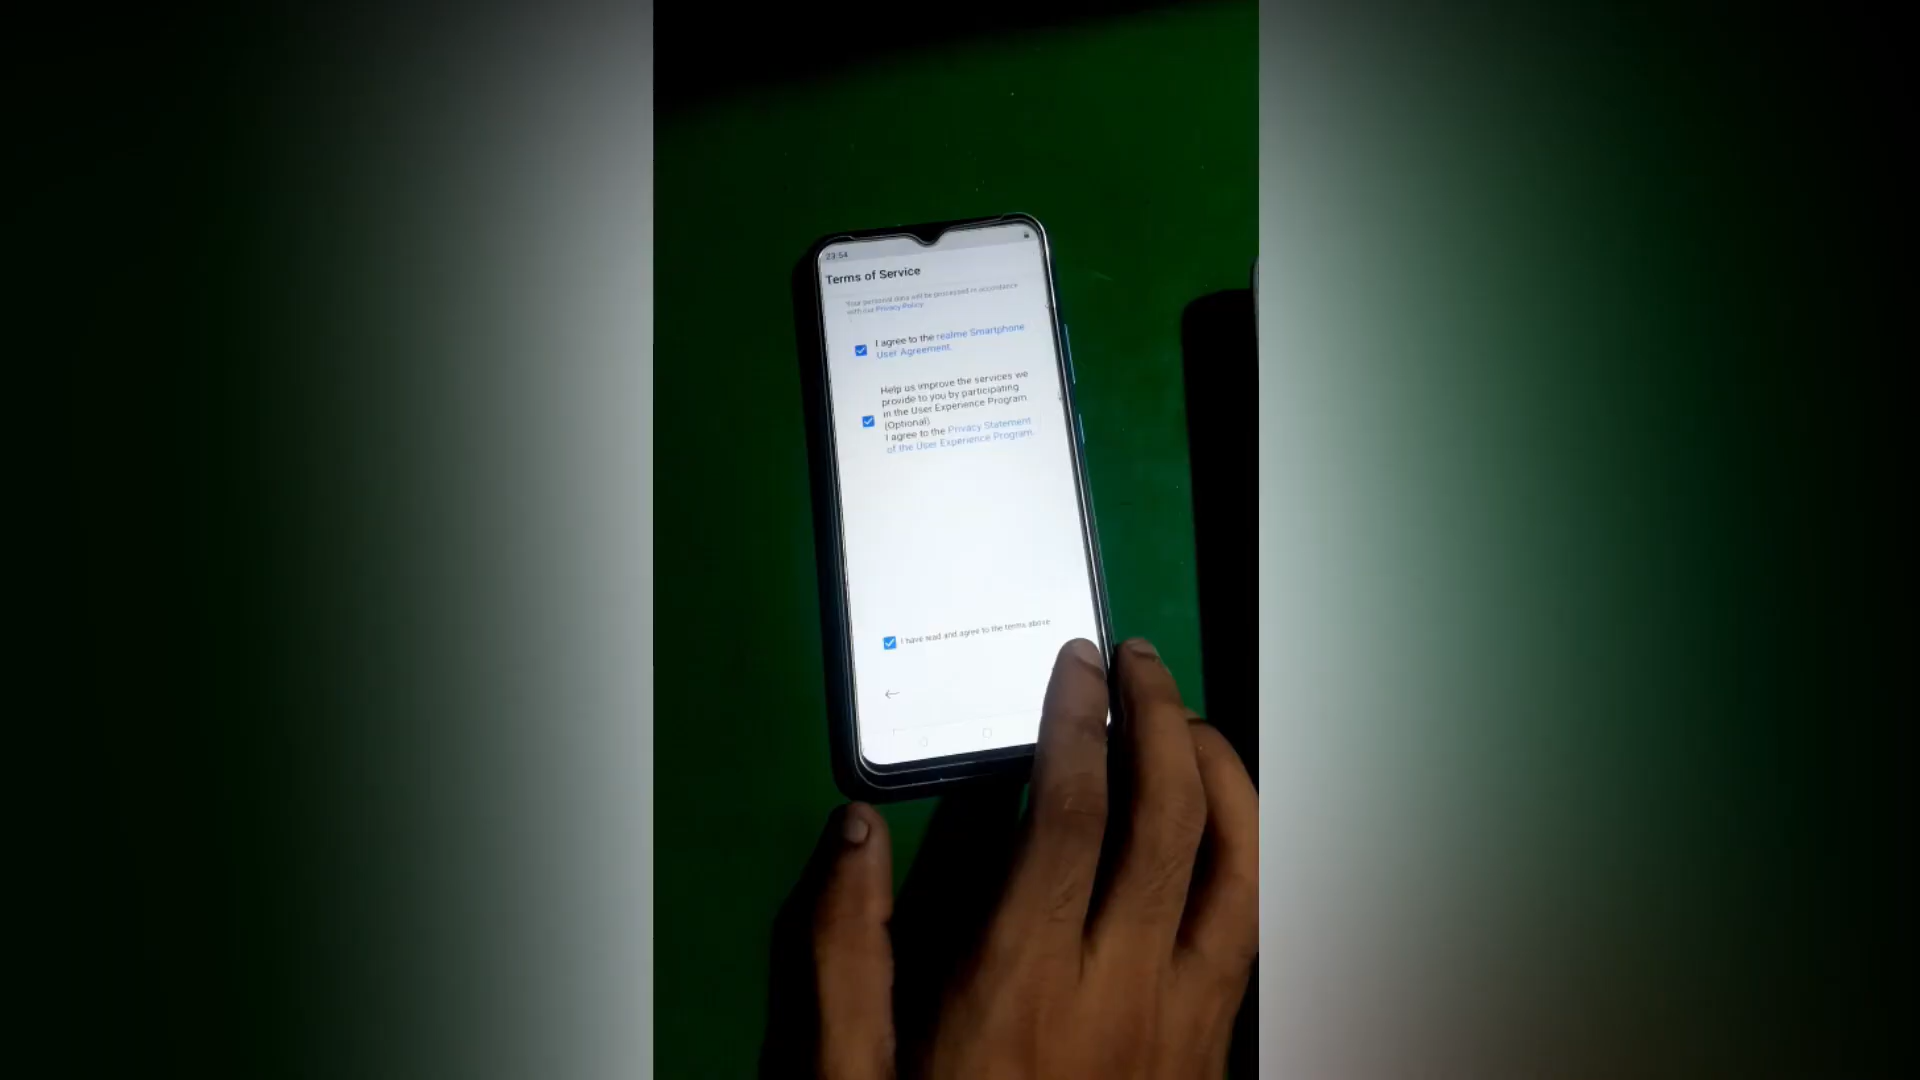 23:54
Terms of Service
Your personal data will be processed in accordance
with our Privacy Policy
I agree to the realme Smartphone
User Agreement.
Help us improve the services we
provide to you by participating
in the User Experience Program
(Optional)
I agree to the Privacy Statement
of the User Experience Program.
I have read and agree to the terms above